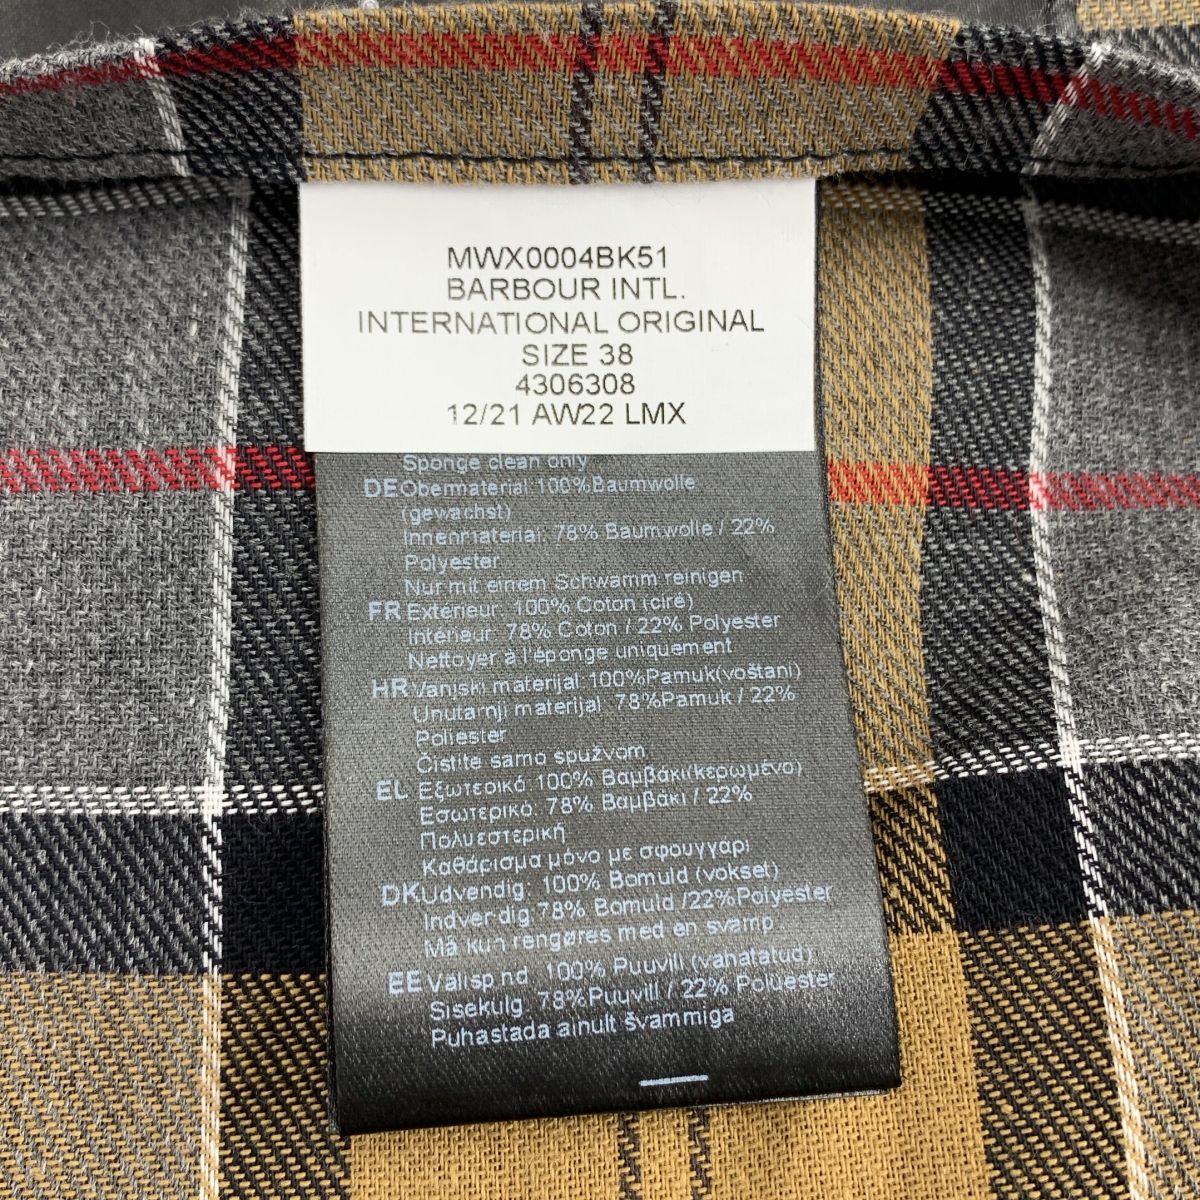 MWX0004BK51
BARBOUR INTL.
INTERNATIONAL ORIGINAL
SIZE 38
4306308
12/21 AW22 LMX
Sponge clean only
DE Obermaterial 100% Baumwolle
(gewachst)
Innenmaterial: 78% Baumwolle / 22%
Polyester
Nur mit einem Schwamm reinigen
FR Extérieur: 100% Coton (ciré)
Intérieur: 78% Coton / 22% Polyester
Nettoyer à l'éponge uniquement
HR Vanjski materijal 100%Pamuk(voštani)
Unutarnji materijal 78%Pamuk / 22%
Poliester
Čistite samo spužvom
EL Εξωτερικό 100% Βαμβάκι(κερωμένο)
Εσωτερικό: 78% Βαμβάκι / 22%
Πολυεστερική
Καθάρισμα μόνο με σφουγγάρι
DK Udvendig: 100% Bomuld (vokset)
Indverdig: 78% Bomuld /22%Polyester
Må kun rengøres med en svamp
EE Välisp nd. 100% Puuvill (vahatatud)
Sisekülg. 78%Puuvill / 22% Polüester
Puhastada ainult švammiga